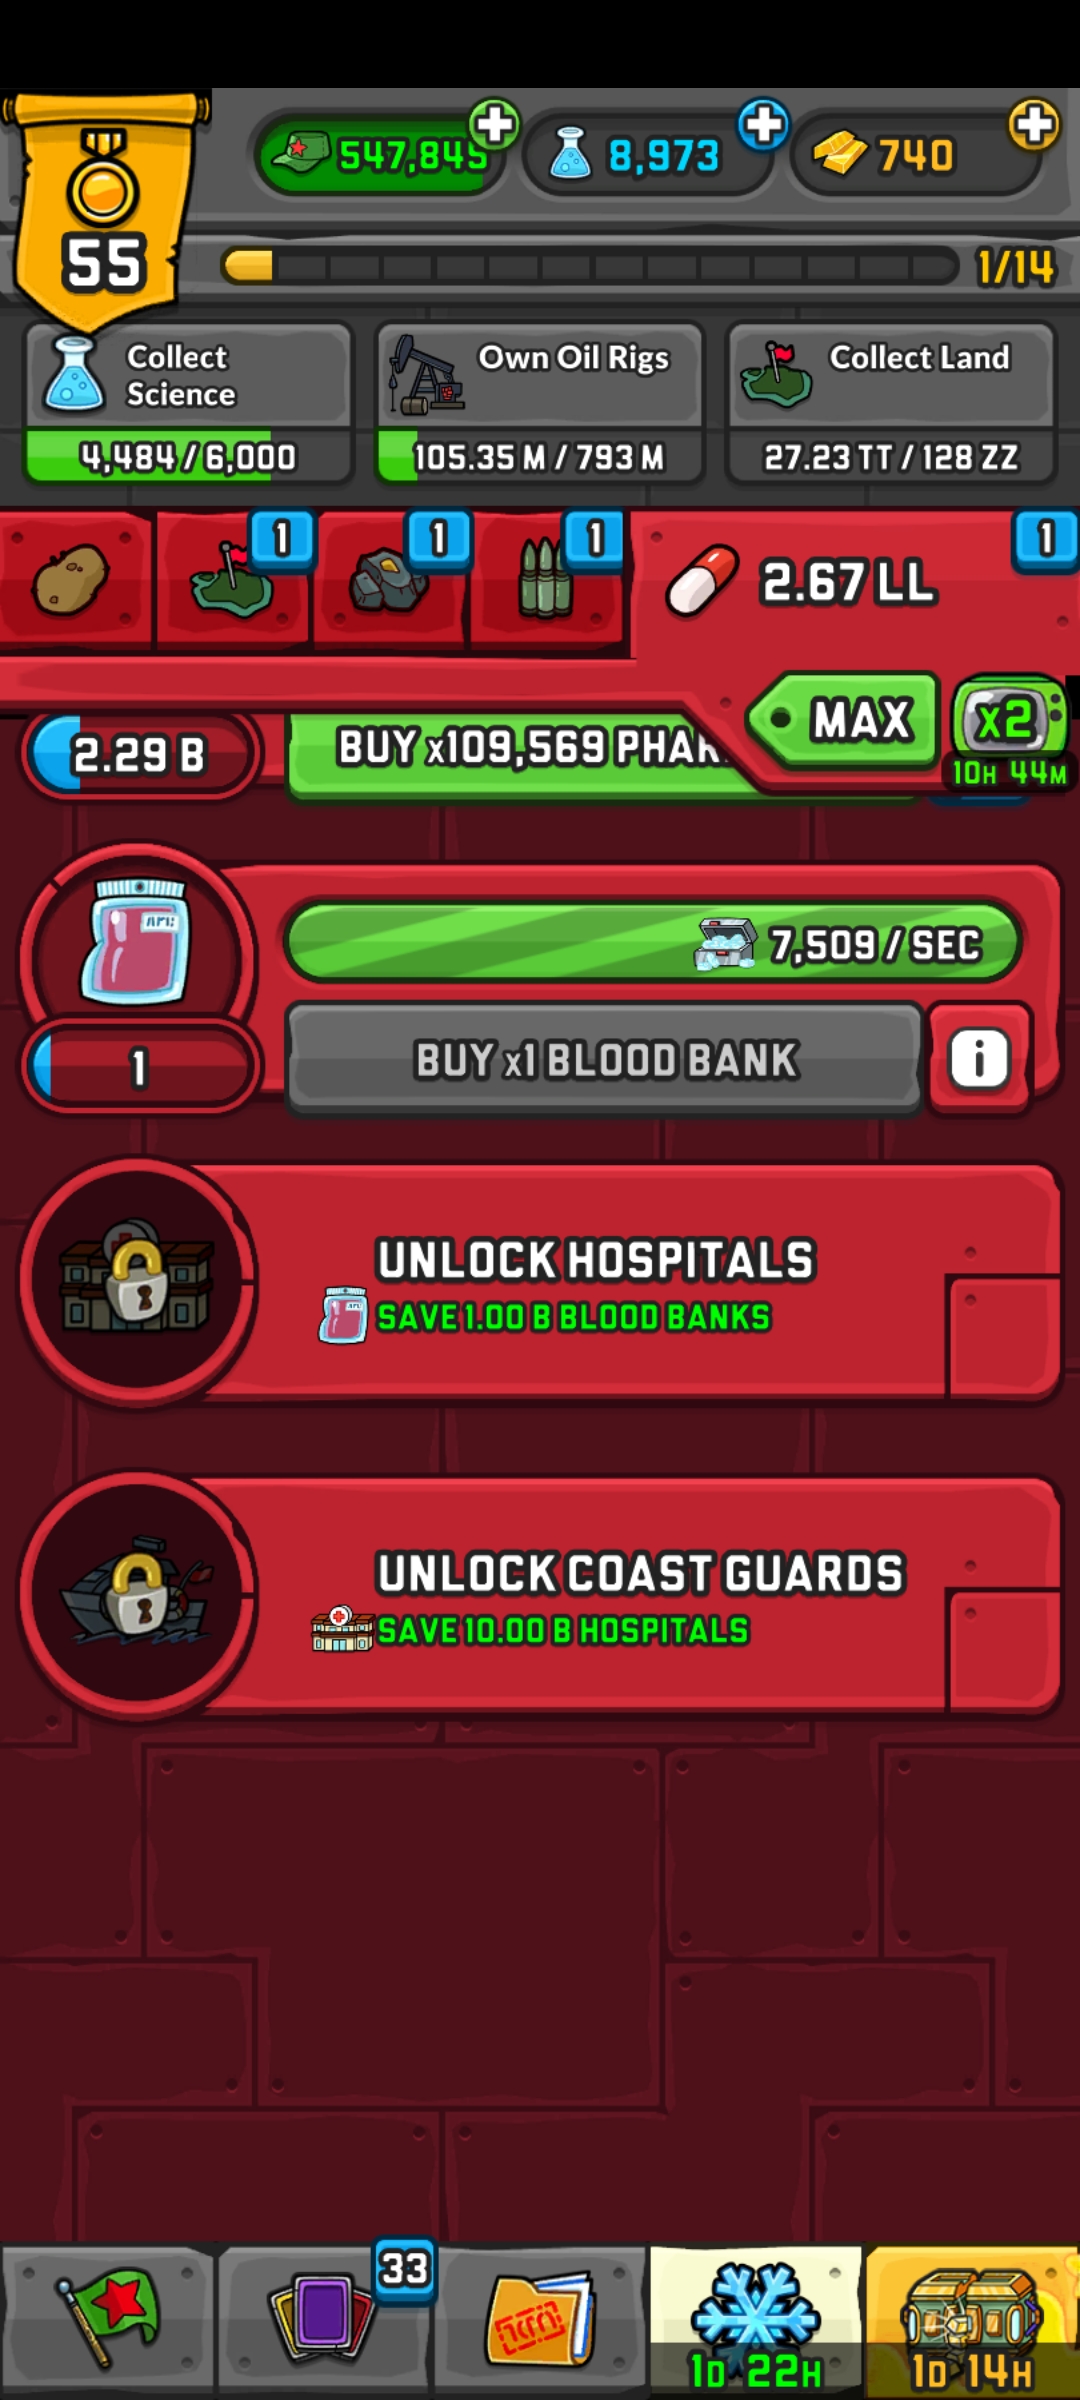 547,845
8,973
740
55
1/14
Collect
Science
4,484 / 6,000
Own Oil Rigs
105.35 M / 793 M
Collect Land
27.23 TT / 128 ZZ
1
1
1
2.67 LL
1
MAX
x2
10H 44M
2.29 B
BUY x109,569
7,509 / SEC
1
BUY x1 BLOOD BANK
i
UNLOCK HOSPITALS
SAVE 1.00 B BLOOD BANKS
UNLOCK COAST GUARDS
SAVE 10.00 B HOSPITALS
33
1D 22H
1D 14H